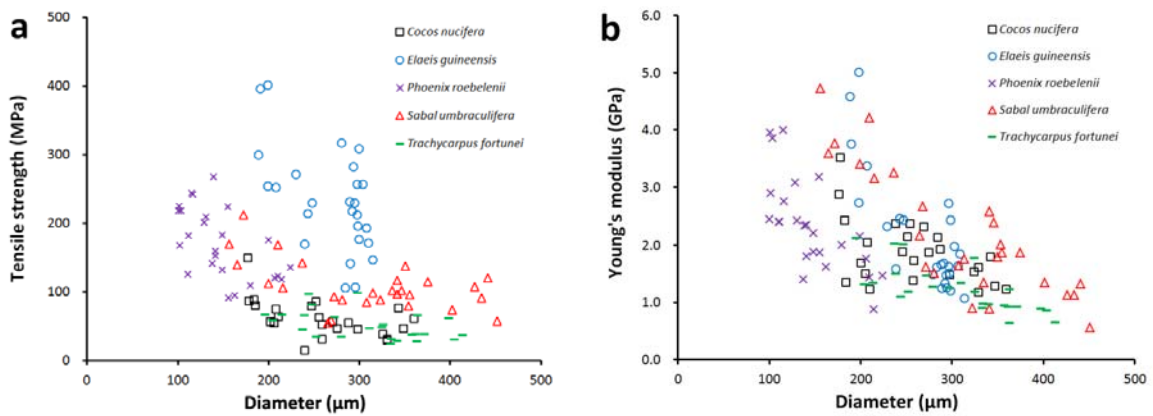 a
Tensile strength (MPa)
500
400
300
200
100
0
0 100 200 300 400 500
Diameter (μm)
Cocos nucifera
Elaeis guineensis
Phoenix roebelenii
Sabal umbraculifera
Trachycarpus fortunei
b
Young's modulus (GPa)
6.0
5.0
4.0
3.0
2.0
1.0
0.0
0 100 200 300 400 500
Diameter (μm)
Cocos nucifera
Elaeis guineensis
Phoenix roebelenii
Sabal umbraculifera
Trachycarpus fortunei